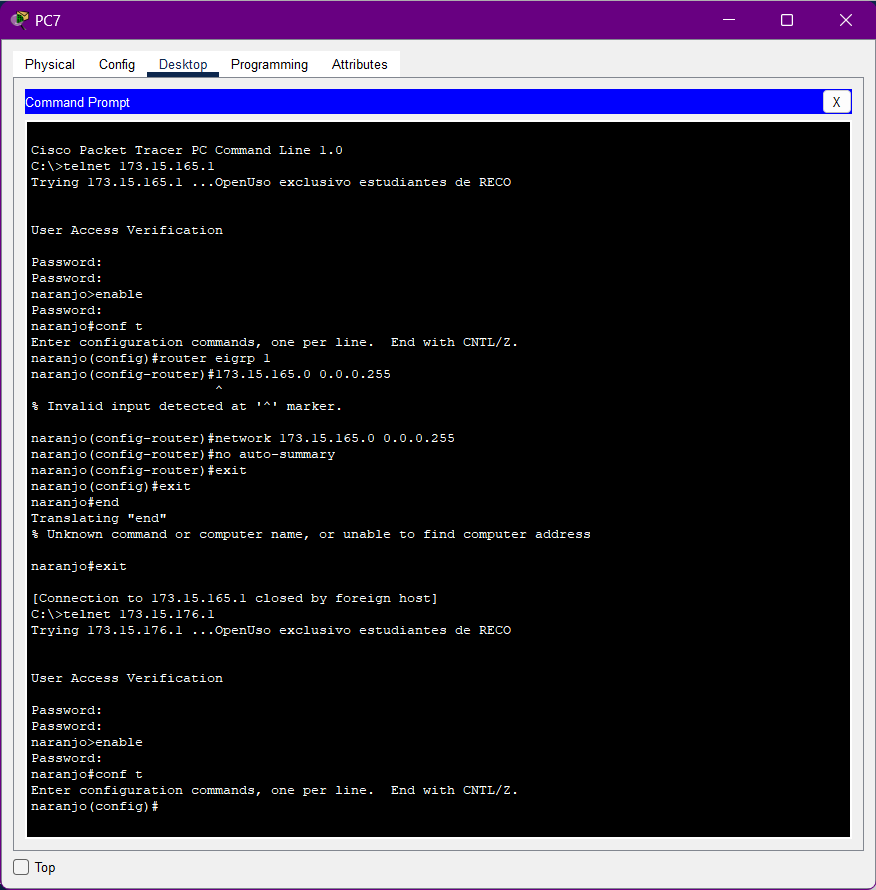 PC7
Physical Config Desktop Programming Attributes
Command Prompt X
Cisco Packet Tracer PC Command Line 1.0
C:\>telnet 173.15.165.1
Trying 173.15.165.1 ...OpenUso exclusivo estudiantes de RECO
User Access Verification
Password:
Password:
naranjo>enable
Password:
naranjo#conf t
Enter configuration commands, one per line.  End with CNTL/Z.
naranjo(config)#router eigrp 1
naranjo(config-router)#173.15.165.0 0.0.0.255
^
% Invalid input detected at '^' marker.
naranjo(config-router)#network 173.15.165.0 0.0.0.255
naranjo(config-router)#no auto-summary
naranjo(config-router)#exit
naranjo(config)#exit
naranjo#end
Translating "end"
% Unknown command or computer name, or unable to find computer address
naranjo#exit
[Connection to 173.15.165.1 closed by foreign host]
C:\>telnet 173.15.176.1
Trying 173.15.176.1 ...OpenUso exclusivo estudiantes de RECO
User Access Verification
Password:
Password:
naranjo>enable
Password:
naranjo#conf t
Enter configuration commands, one per line.  End with CNTL/Z.
naranjo(config)#
Top